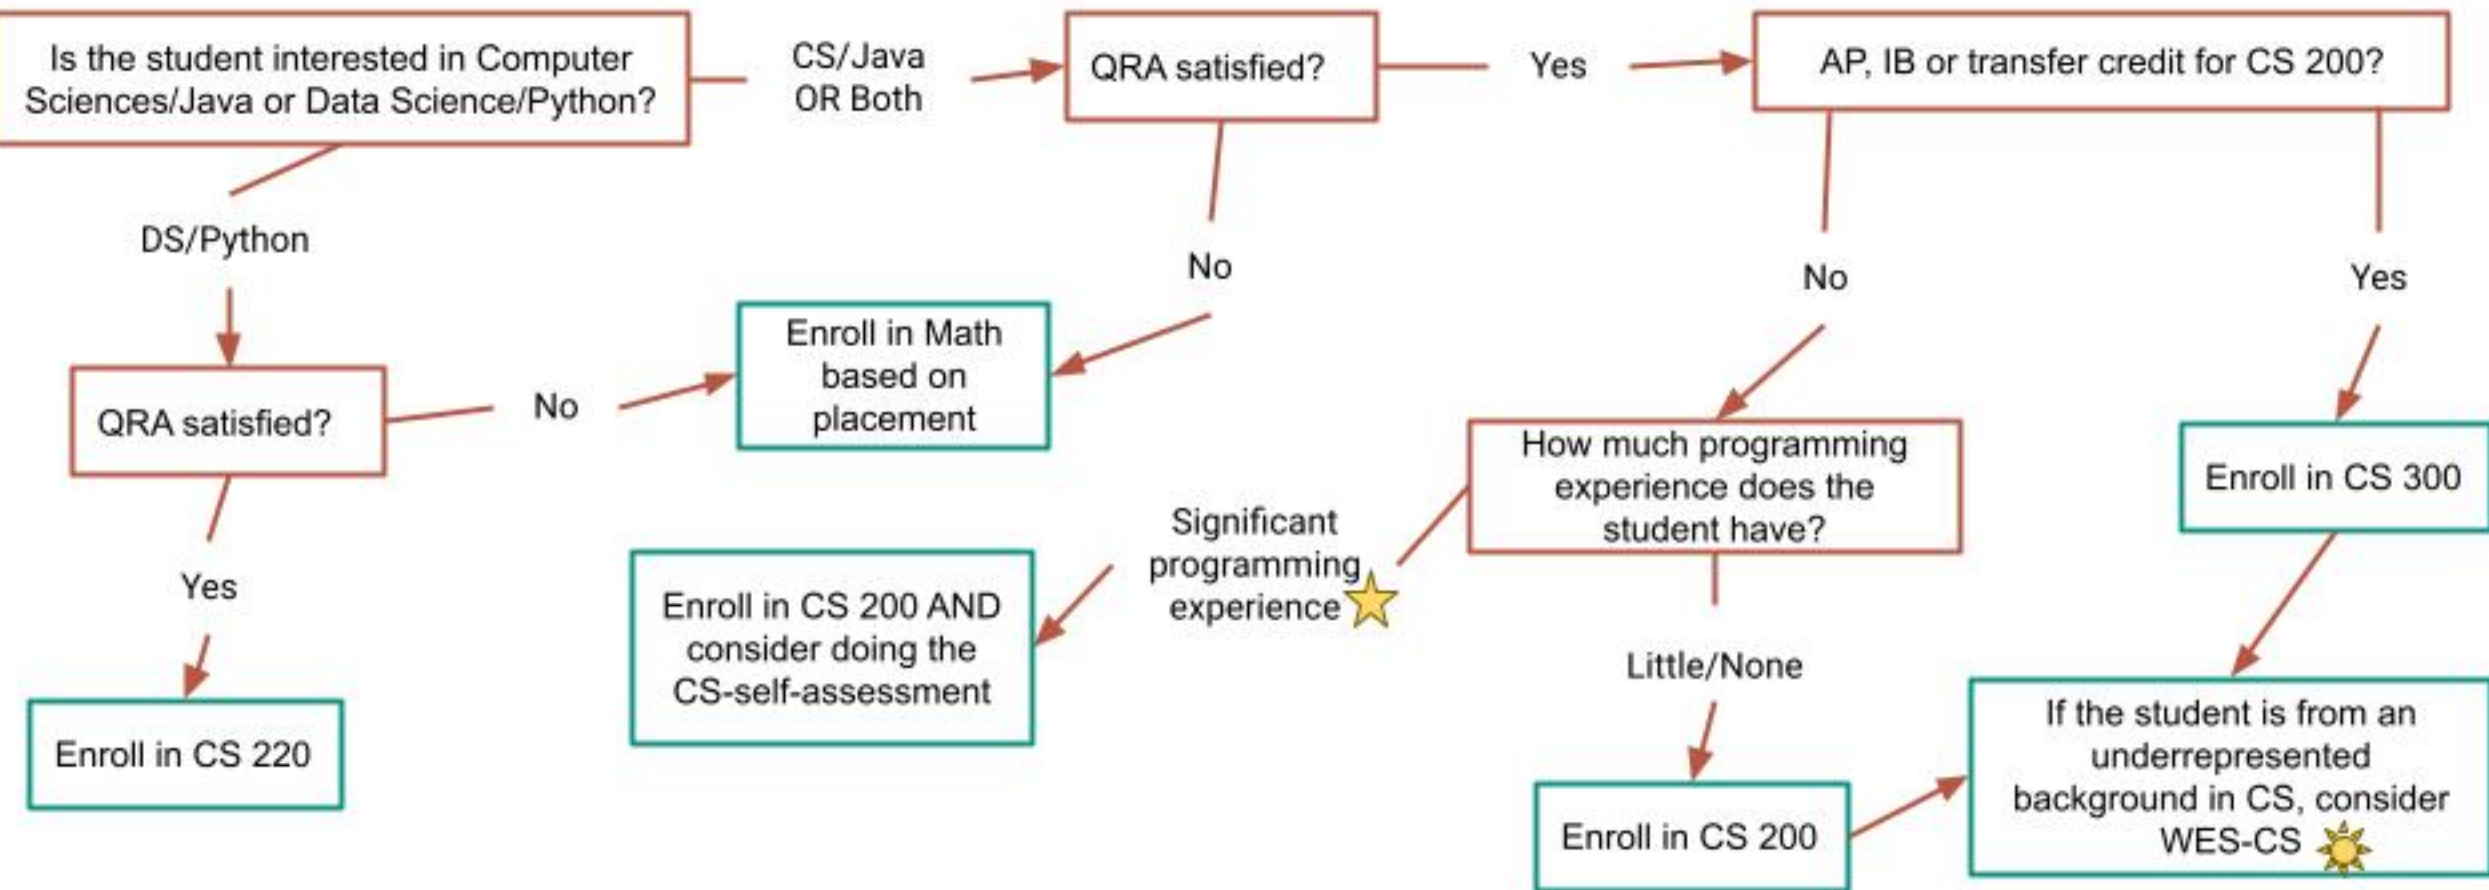 Is the student interested in Computer
Sciences/Java or Data Science/Python?
CS/Java
OR Both
QRA satisfied?
Yes
AP, IB or transfer credit for CS 200?
DS/Python
No
No
Yes
Enroll in Math
based on
placement
QRA satisfied?
No
How much programming
experience does the
student have?
Enroll in CS 300
Significant
programming
experience
Yes
Enroll in CS 200 AND
consider doing the
CS-self-assessment
Little/None
Enroll in CS 220
If the student is from an
underrepresented
background in CS, consider
WES-CS
Enroll in CS 200